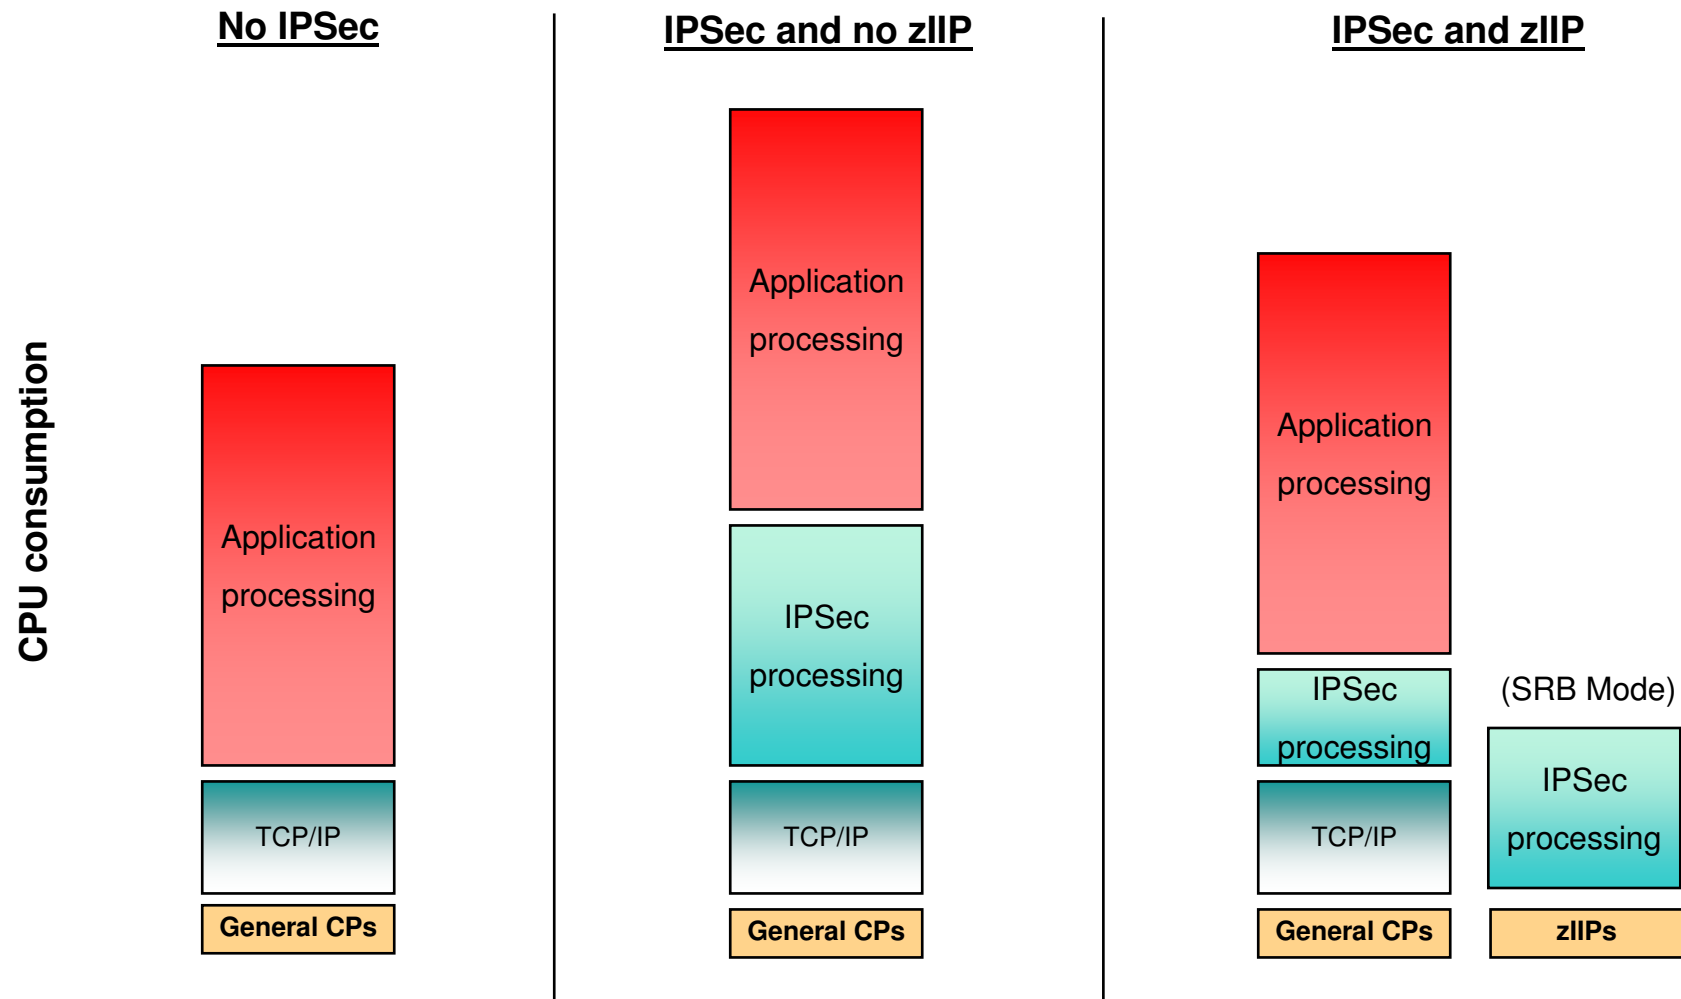 No IPSec
IPSec and no zIIP
IPSec and zIIP
CPU consumption
Application
processing
TCP/IP
General CPs
Application
processing
IPSec
processing
TCP/IP
General CPs
Application
processing
IPSec
processing
TCP/IP
General CPs
(SRB Mode)
IPSec
processing
zIIPs